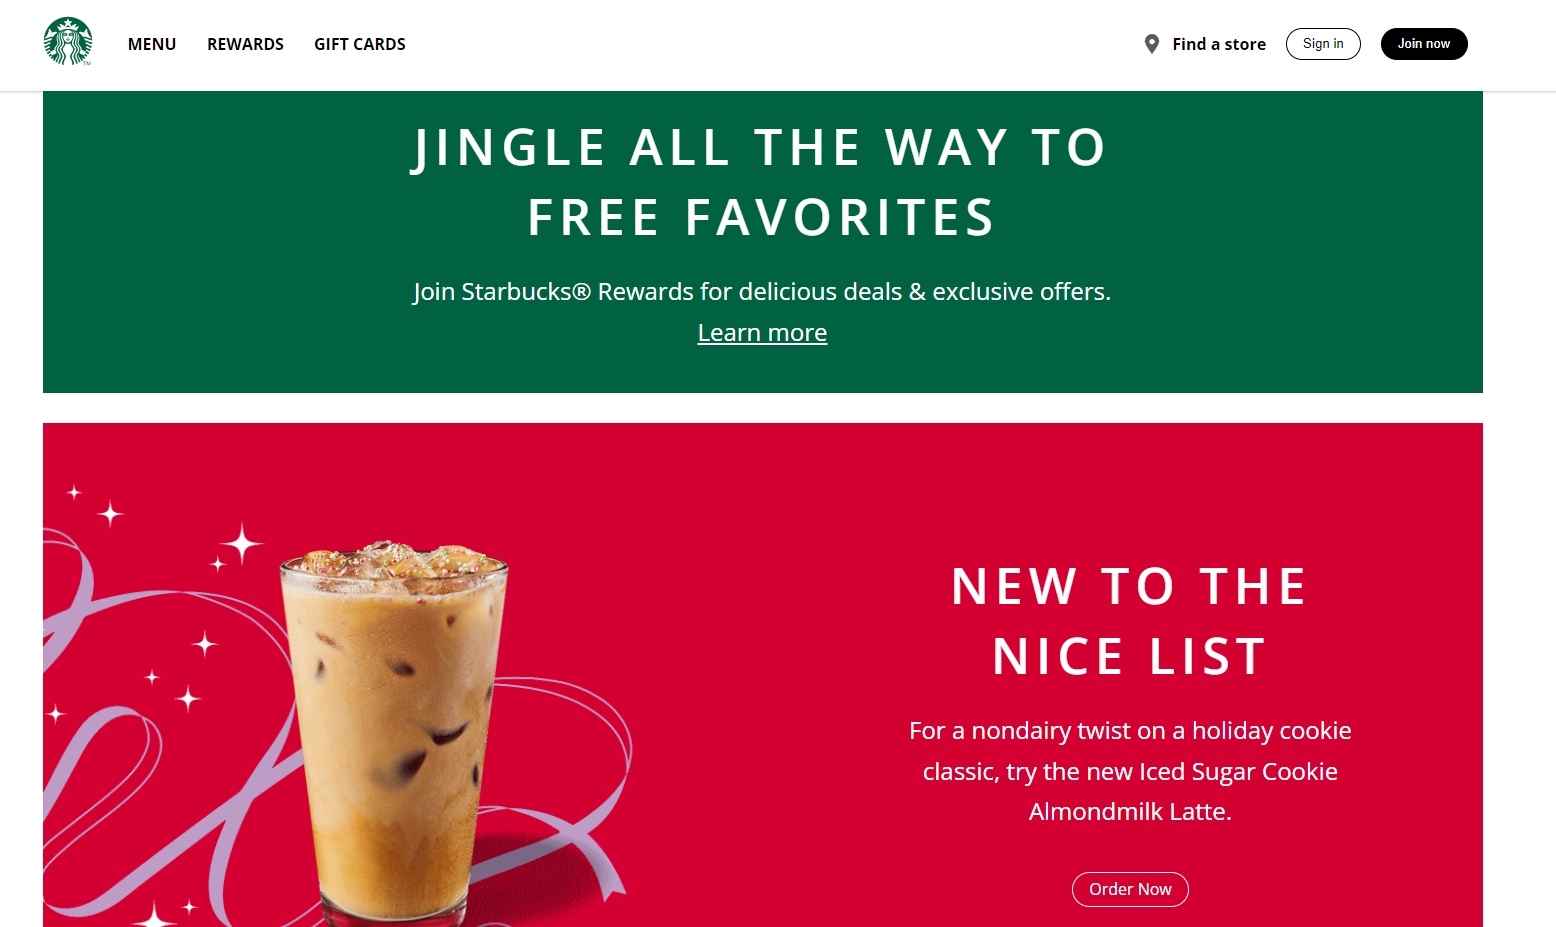 MENU REWARDS GIFT CARDS Find a store Sign in Join now
TM
JINGLE ALL THE WAY TO
FREE FAVORITES
Join Starbucks® Rewards for delicious deals & exclusive offers.
Learn more
NEW TO THE
NICE LIST
For a nondairy twist on a holiday cookie
classic, try the new Iced Sugar Cookie
Almondmilk Latte.
Order Now